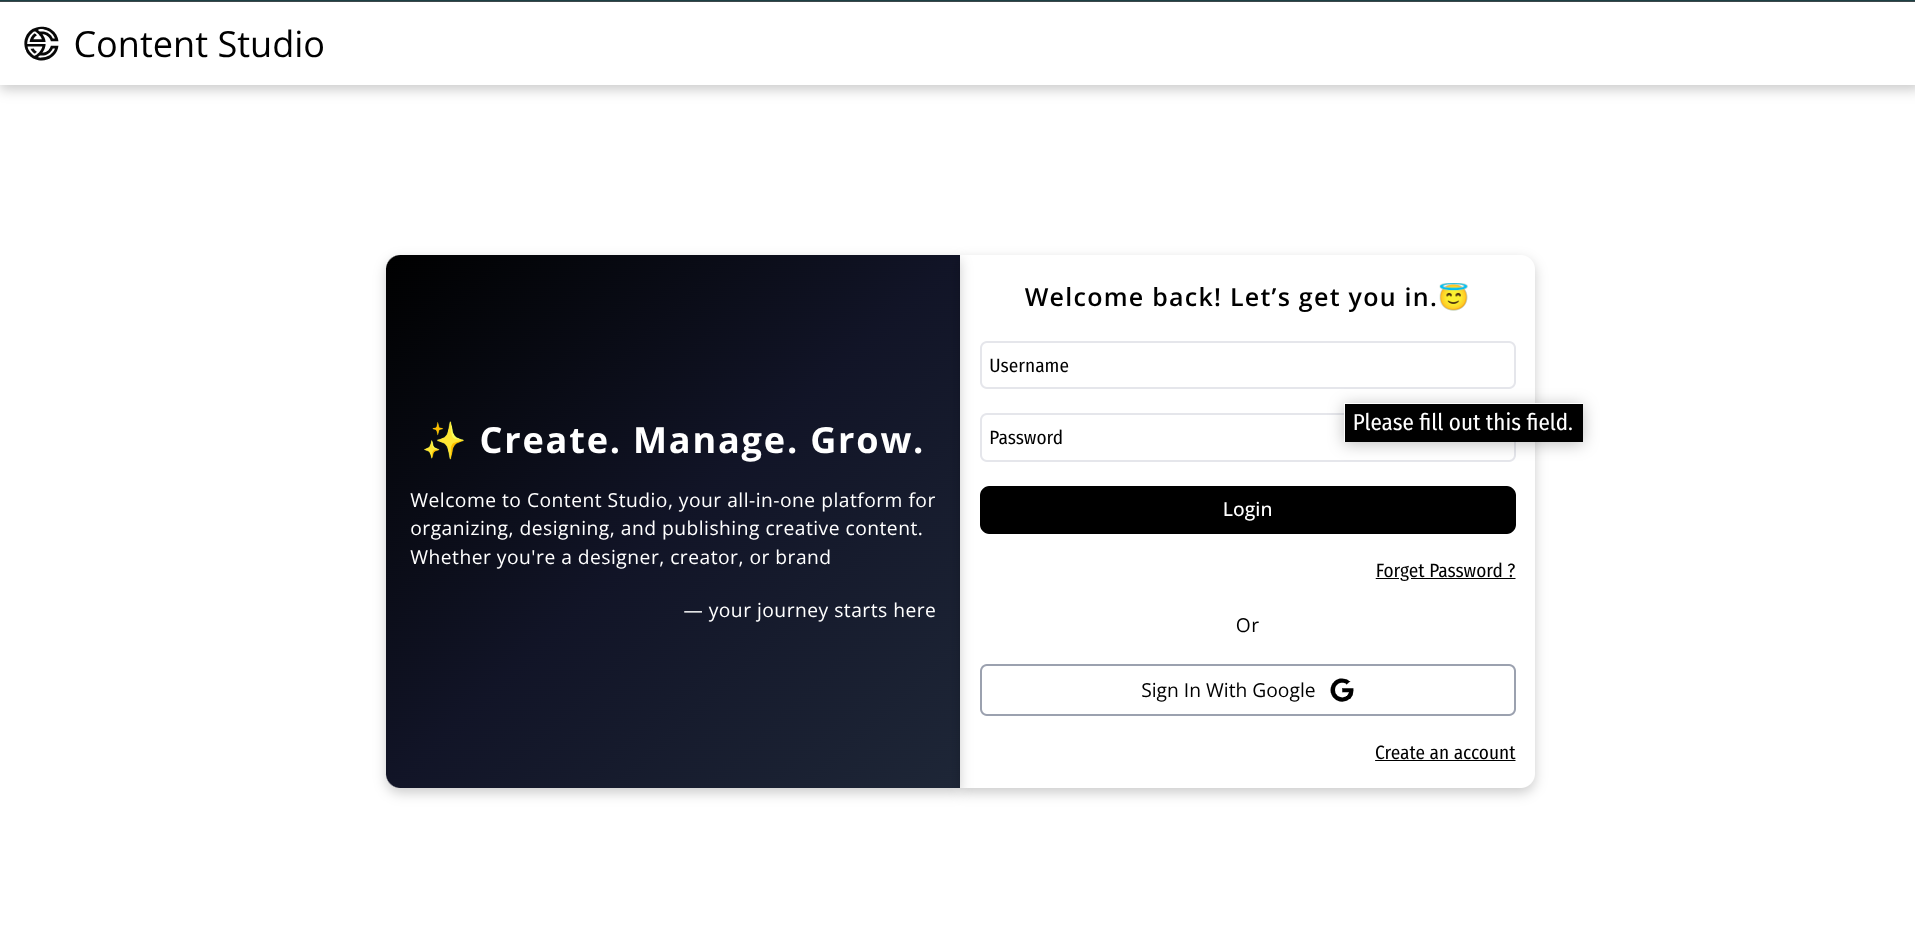 Content Studio
✨ Create. Manage. Grow.
Welcome to Content Studio, your all-in-one platform for
organizing, designing, and publishing creative content.
Whether you're a designer, creator, or brand
— your journey starts here
Welcome back! Let’s get you in.😇
Username
Please fill out this field.
Password
Login
Forget Password ?
Or
Sign In With Google G
Create an account